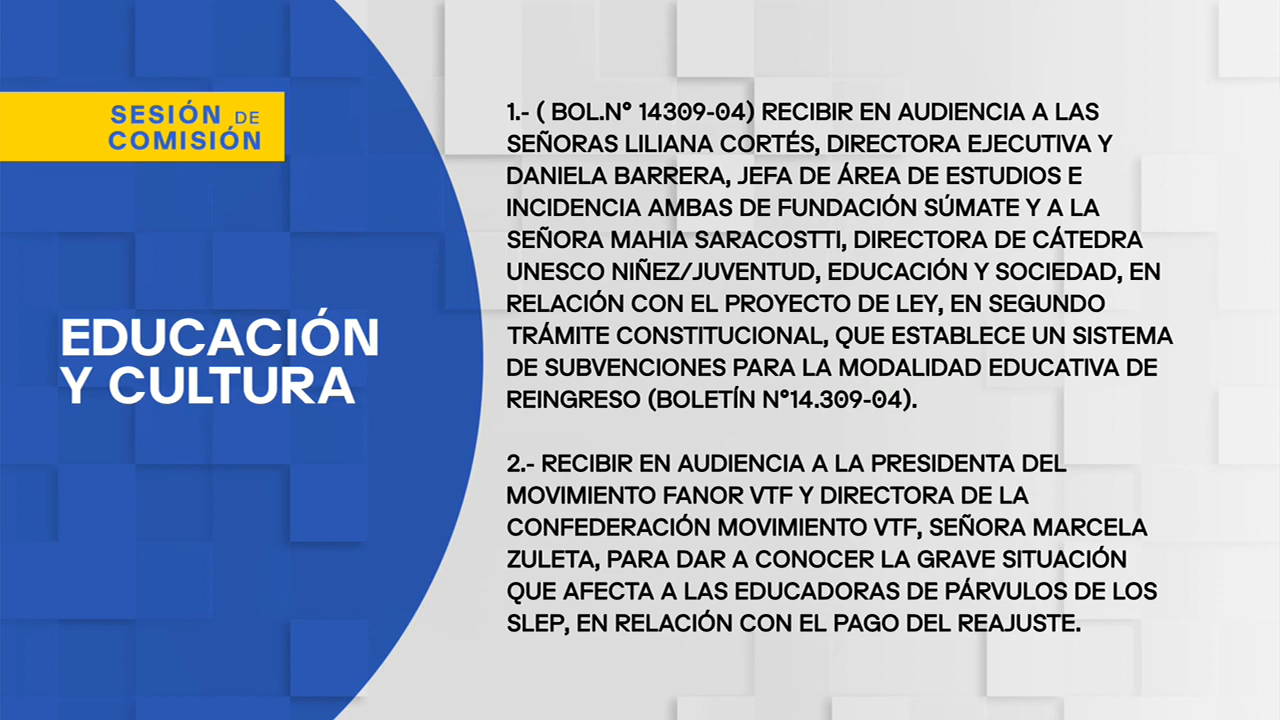 SESIÓN DE
COMISIÓN
EDUCACIÓN
Y CULTURA
1.- ( BOL.N° 14309-04) RECIBIR EN AUDIENCIA A LAS
SEÑORAS LILIANA CORTÉS, DIRECTORA EJECUTIVA Y
DANIELA BARRERA, JEFA DE ÁREA DE ESTUDIOS E
INCIDENCIA AMBAS DE FUNDACIÓN SÚMATE Y A LA
SEÑORA MAHIA SARACOSTTI, DIRECTORA DE CÁTEDRA
UNESCO NIÑEZ/JUVENTUD, EDUCACIÓN Y SOCIEDAD, EN
RELACIÓN CON EL PROYECTO DE LEY, EN SEGUNDO
TRÁMITE CONSTITUCIONAL, QUE ESTABLECE UN SISTEMA
DE SUBVENCIONES PARA LA MODALIDAD EDUCATIVA DE
REINGRESO (BOLETÍN N°14.309-04).
2.- RECIBIR EN AUDIENCIA A LA PRESIDENTA DEL
MOVIMIENTO FANOR VTF Y DIRECTORA DE LA
CONFEDERACIÓN MOVIMIENTO VTF, SEÑORA MARCELA
ZULETA, PARA DAR A CONOCER LA GRAVE SITUACIÓN
QUE AFECTA A LAS EDUCADORAS DE PÁRVULOS DE LOS
SLEP, EN RELACIÓN CON EL PAGO DEL REAJUSTE.